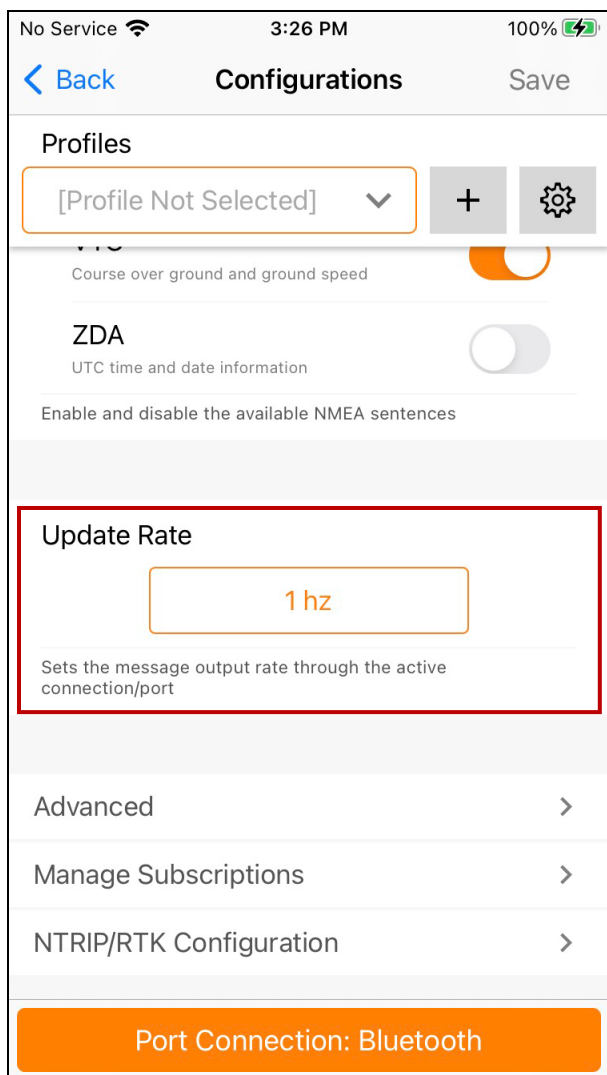 No Service 3:26 PM 100%
Back Configurations Save
Profiles
[Profile Not Selected] +
Course over ground and ground speed
ZDA
UTC time and date information
Enable and disable the available NMEA sentences
Update Rate
1 hz
Sets the message output rate through the active
connection/port
Advanced
Manage Subscriptions
NTRIP/RTK Configuration
Port Connection: Bluetooth